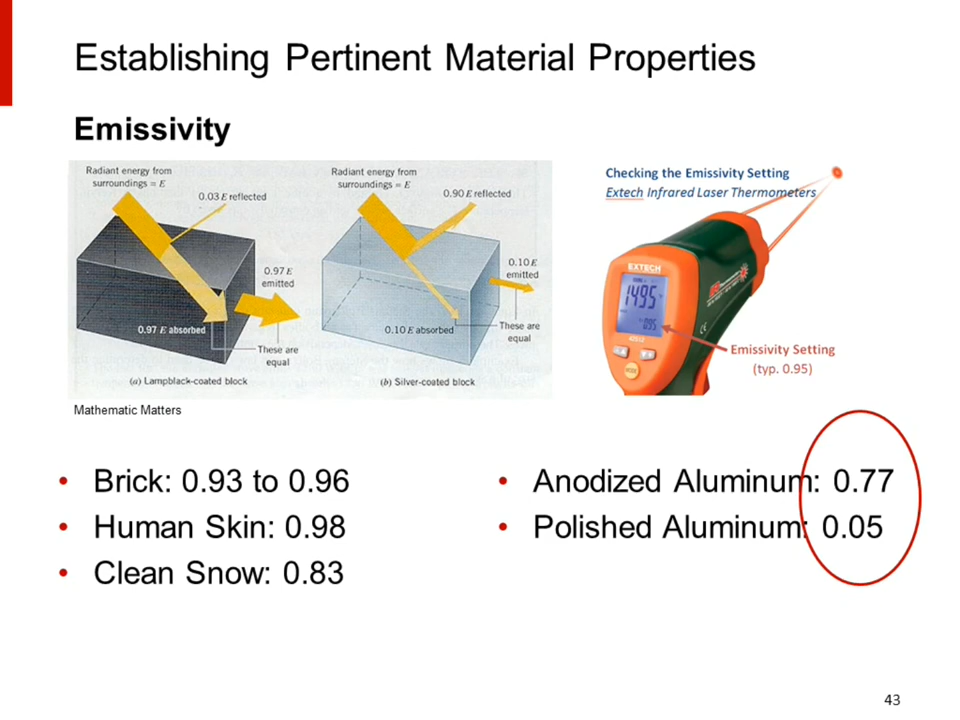 Establishing Pertinent Material Properties
Emissivity
Radiant energy from
surroundings = E
0.03 E reflected
0.97 E
emitted
0.97 E absorbed
These are
equal
(a) Lampblack-coated block
Radiant energy from
surroundings = E
0.90 E reflected
0.10 E
emitted
0.10 E absorbed
These are
equal
(b) Silver-coated block
Mathematic Matters
Checking the Emissivity Setting
Extech Infrared Laser Thermometers
EXTECH
1495
095
42512
MODE
Emissivity Setting
(typ. 0.95)
• Brick: 0.93 to 0.96
• Human Skin: 0.98
• Clean Snow: 0.83
• Anodized Aluminum: 0.77
• Polished Aluminum: 0.05
43